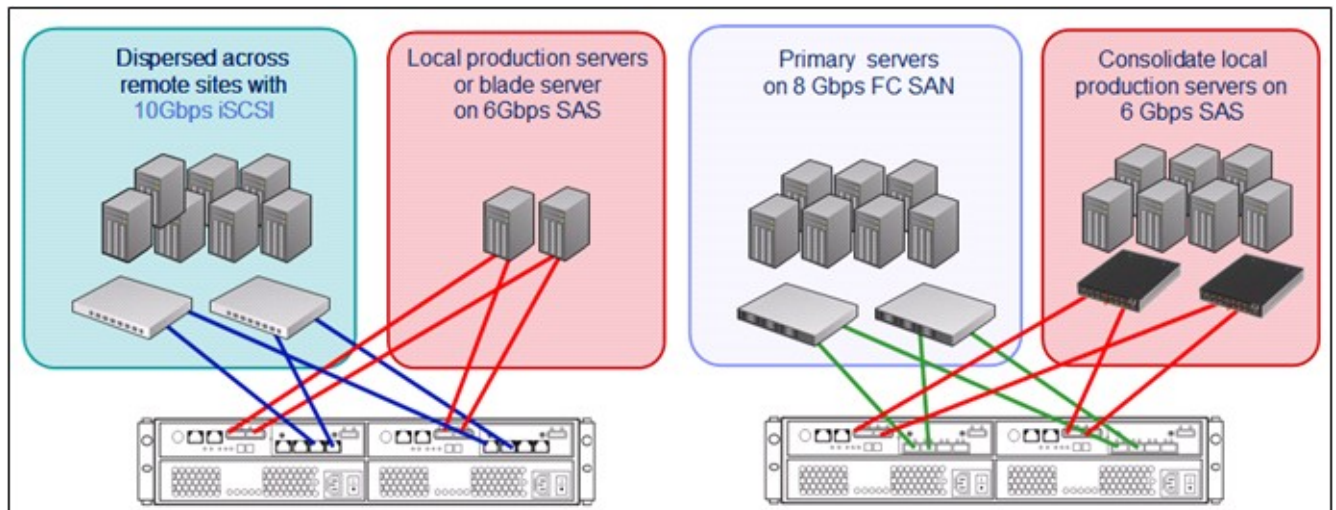 Dispersed across
remote sites with
10Gbps iSCSI
Local production servers
or blade server
on 6Gbps SAS
Primary servers
on 8 Gbps FC SAN
Consolidate local
production servers on
6 Gbps SAS